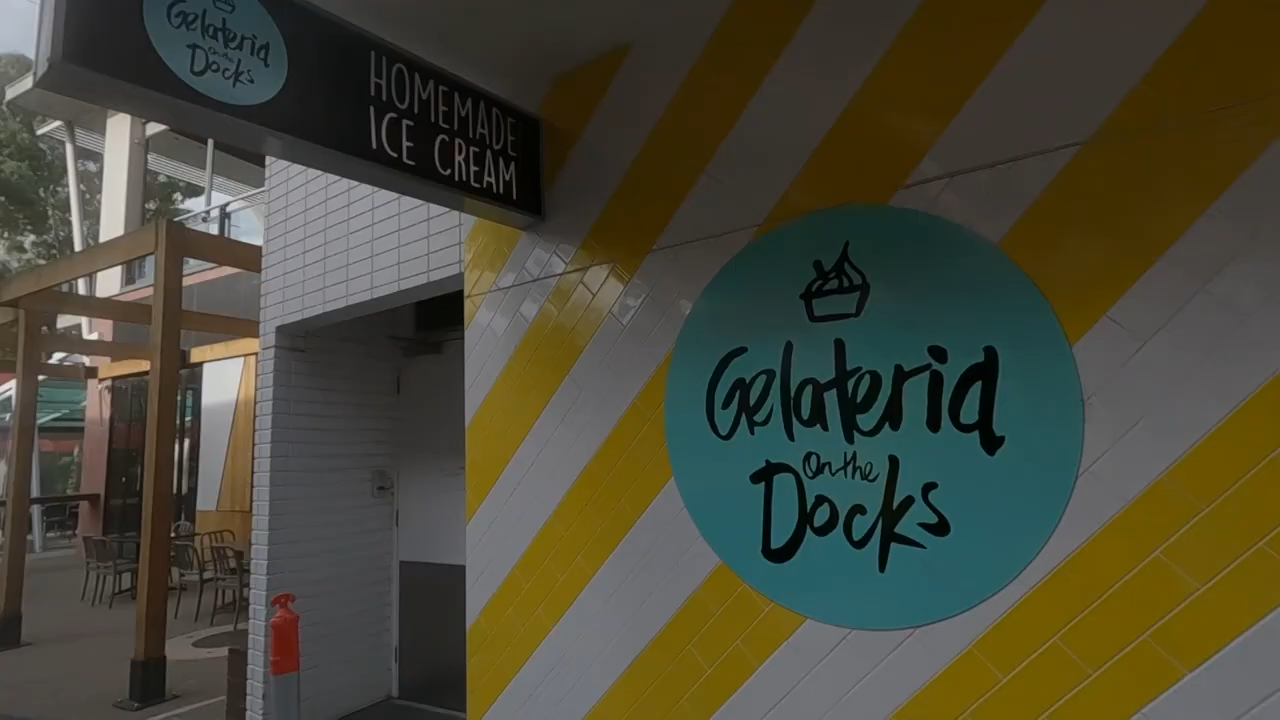 Gelateria
On the
Docks
HOMEMADE
ICE CREAM
Gelateria
On the
Docks